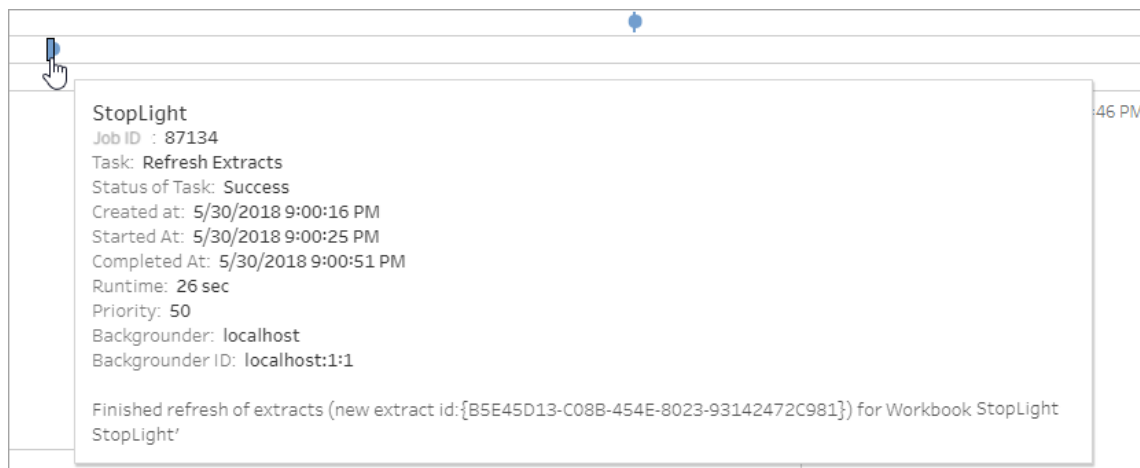 StopLight
Job ID : 87134
Task: Refresh Extracts
Status of Task: Success
Created at: 5/30/2018 9:00:16 PM
Started At: 5/30/2018 9:00:25 PM
Completed At: 5/30/2018 9:00:51 PM
Runtime: 26 sec
Priority: 50
Backgrounder: localhost
Backgrounder ID: localhost:1:1
Finished refresh of extracts (new extract id:{B5E45D13-C08B-454E-8023-93142472C981}) for Workbook StopLight
StopLight’
:46 PM